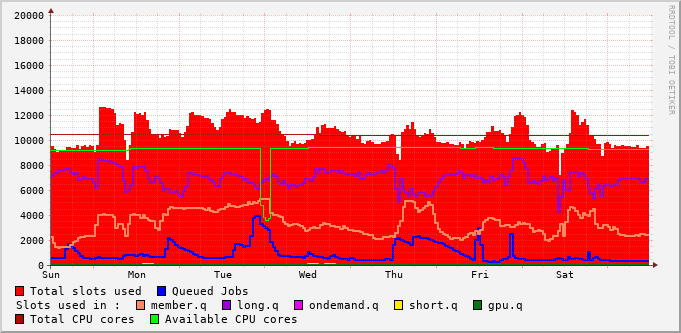 RRDTOOL / TOBI OETIKER
20000
18000
16000
14000
12000
10000
8000
6000
4000
2000
0
Sun Mon Tue Wed Thu Fri Sat
Total slots used Queued Jobs
Slots used in : member.q long.q ondemand.q short.q gpu.q
Total CPU cores Available CPU cores